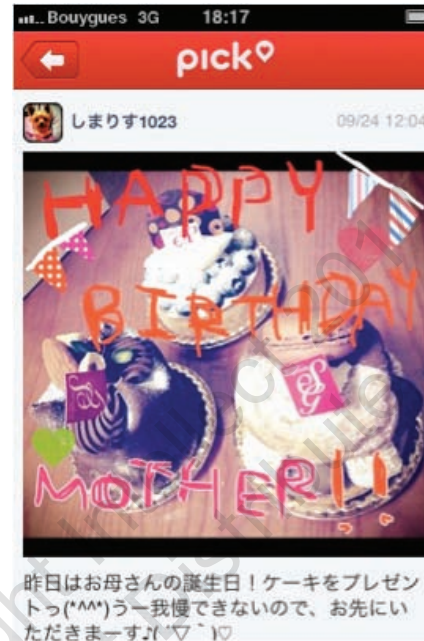 Bouygues 3G 18:17
pick
しまりす1023 09/24 12:04
HAPPY
BIRTHDAY
MOTHER!!
昨日はお母さんの誕生日！ケーキをプレゼン
トっ(*^^*)うー我慢できないので、お先にい
ただきまーす♪(´▽｀)♡